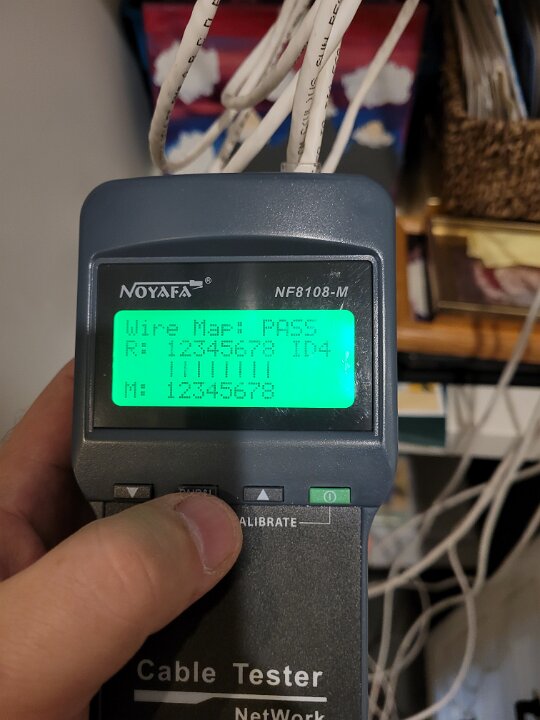 NOYAFA®
NF8108-M
Wire Map: PASS
R: 12345678 ID4
||||||||
M: 12345678
ALIBRATE
Cable Tester
NetWork